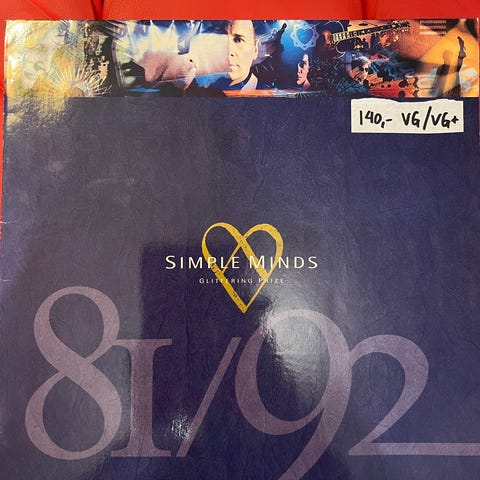 140,- VG/VG+
SIMPLE MINDS
GLITTERING PRIZE
81/92